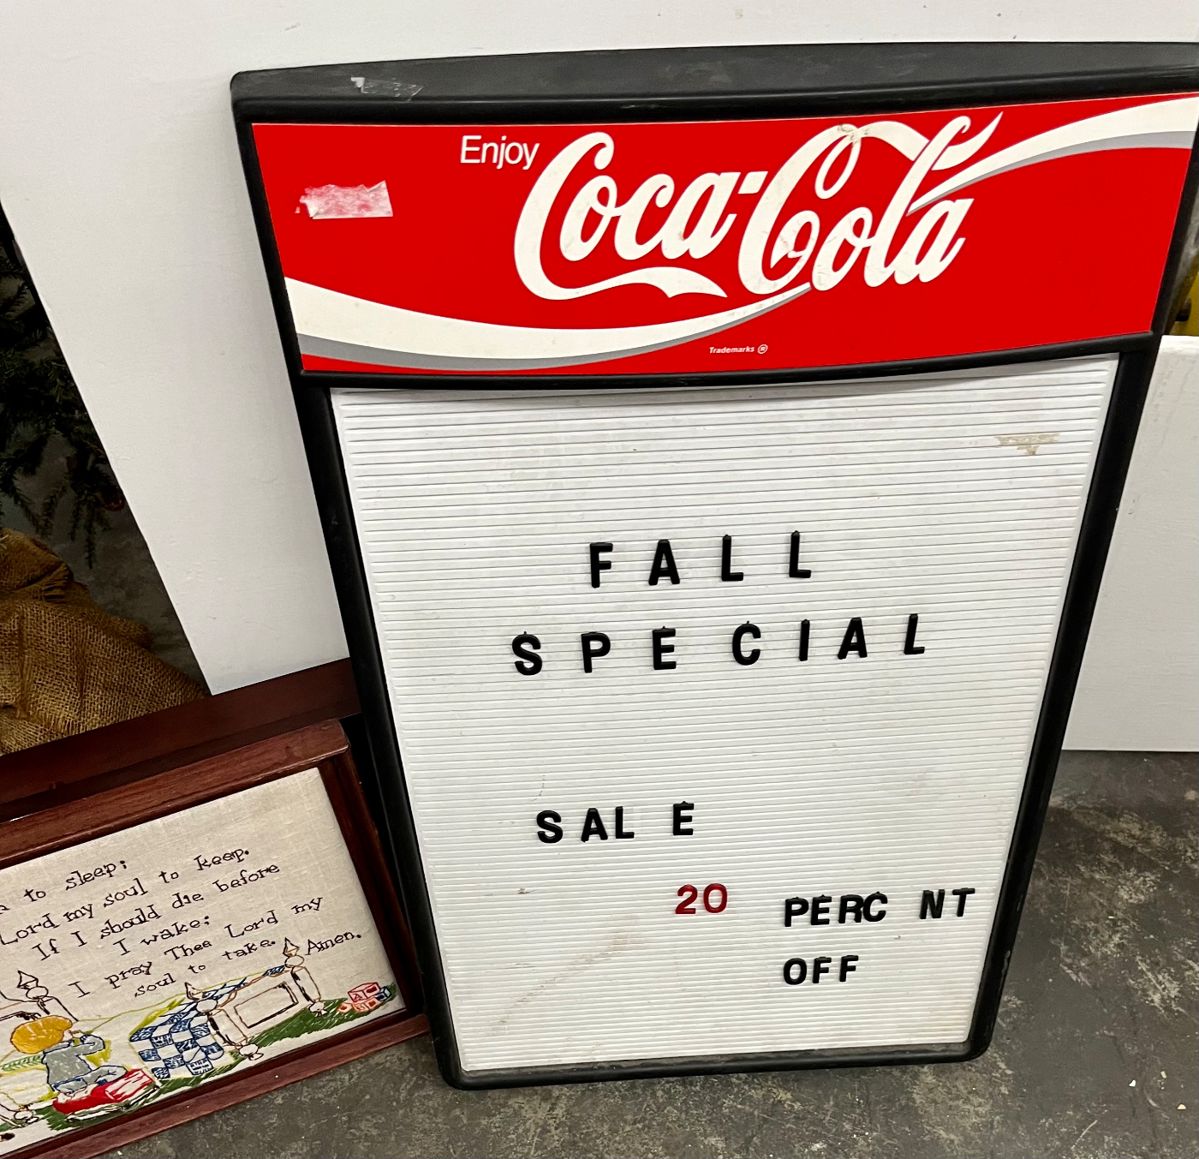 Enjoy
Coca-Cola
Trademarks ®
FALL
SPECIAL
SALE
20 PERC NT
OFF
to sleep;
Lord my soul to keep.
If I should die before
I wake;
I pray Thee Lord my
soul to take. Amen.